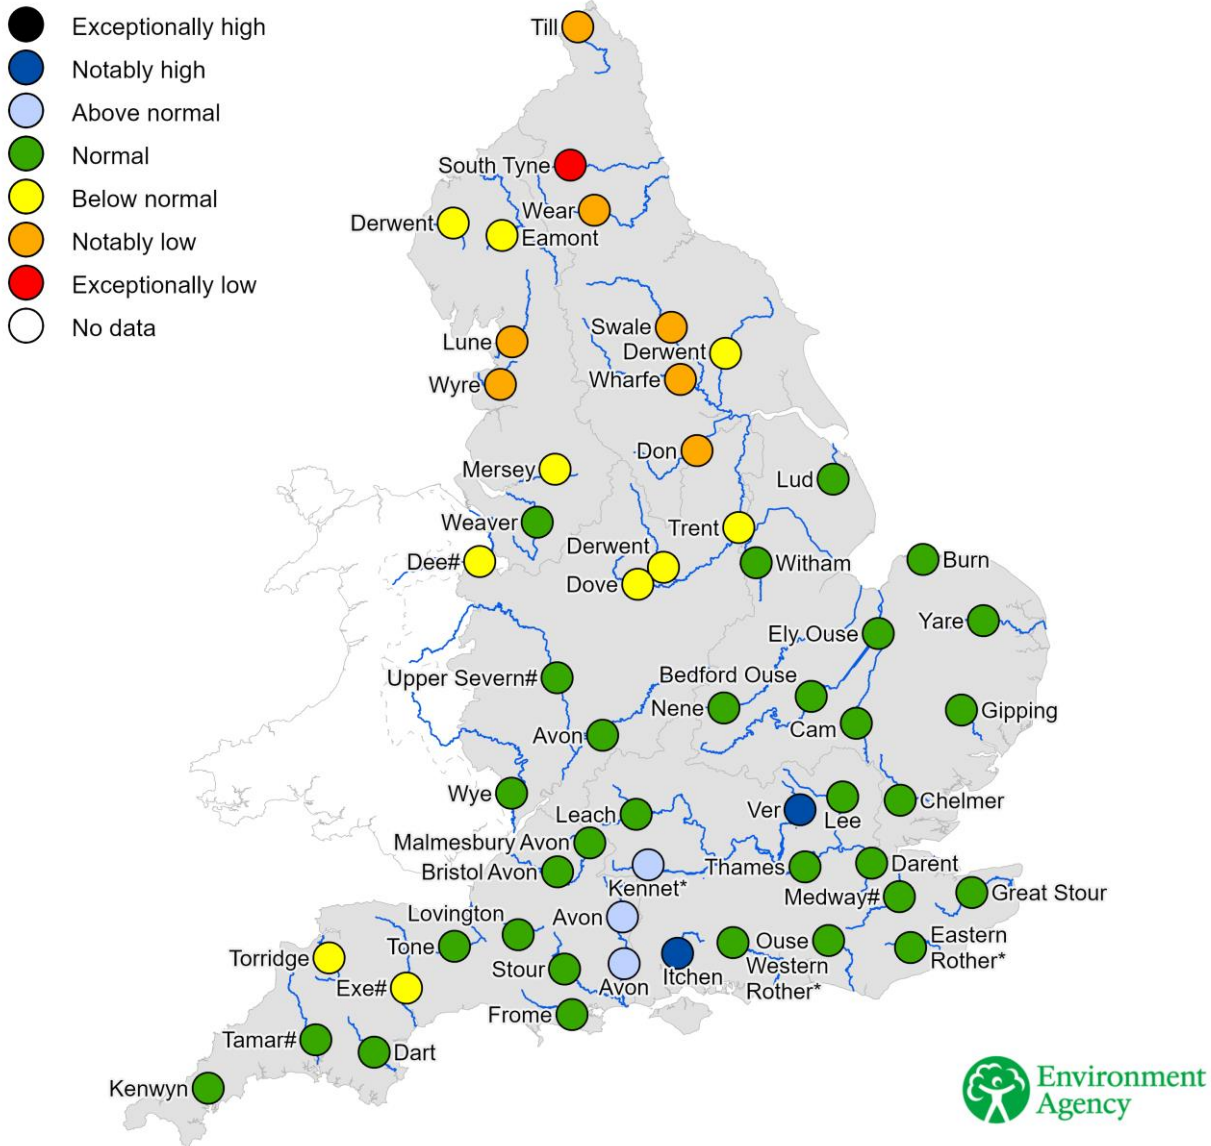 Exceptionally high
Notably high
Above normal
Normal
Below normal
Notably low
Exceptionally low
No data
Till
South Tyne
Wear
Derwent
Eamont
Swale
Lune
Derwent
Wharfe
Wyre
Don
Mersey
Lud
Weaver
Trent
Derwent
Dee#
Witham
Burn
Dove
Yare
Ely Ouse
Bedford Ouse
Upper Severn#
Nene
Gipping
Cam
Avon
Wye
Chelmer
Leach
Ver
Lee
Malmesbury Avon
Thames
Darent
Bristol Avon
Kennet*
Medway#
Great Stour
Lovington
Avon
Tone
Ouse
Eastern
Rother*
Torridge
Stour
Western
Rother*
Itchen
Exe#
Avon
Frome
Tamar#
Dart
Kenwyn
Environment
Agency